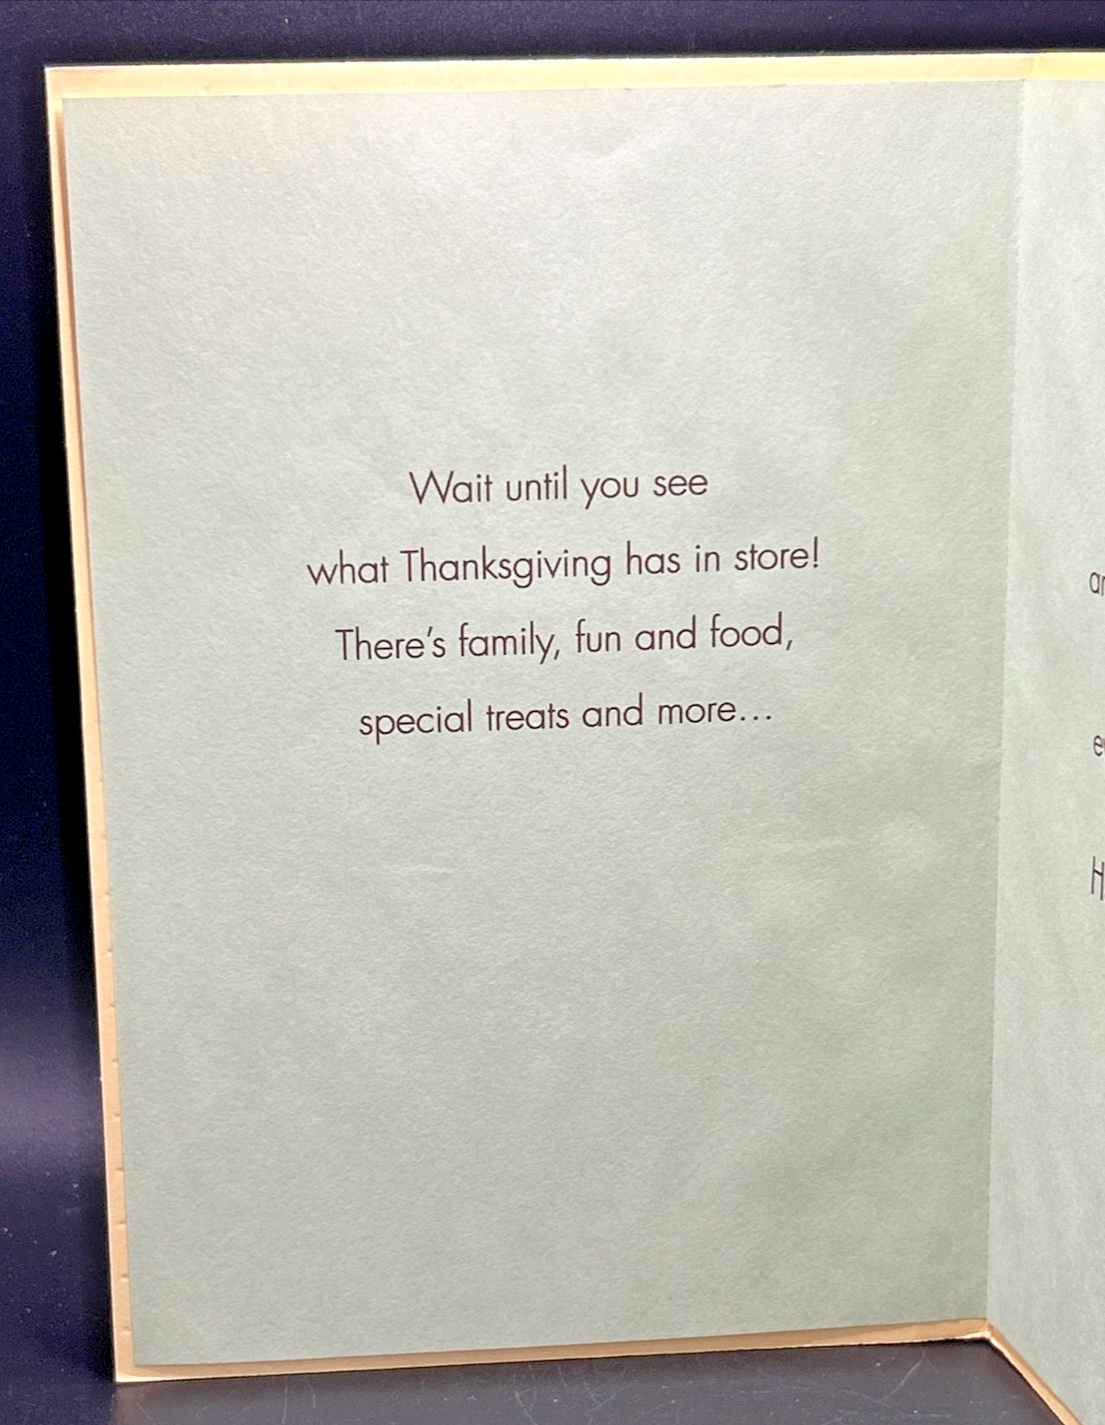 Wait until you see
what Thanksgiving has in store!
There's family, fun and food,
special treats and more...